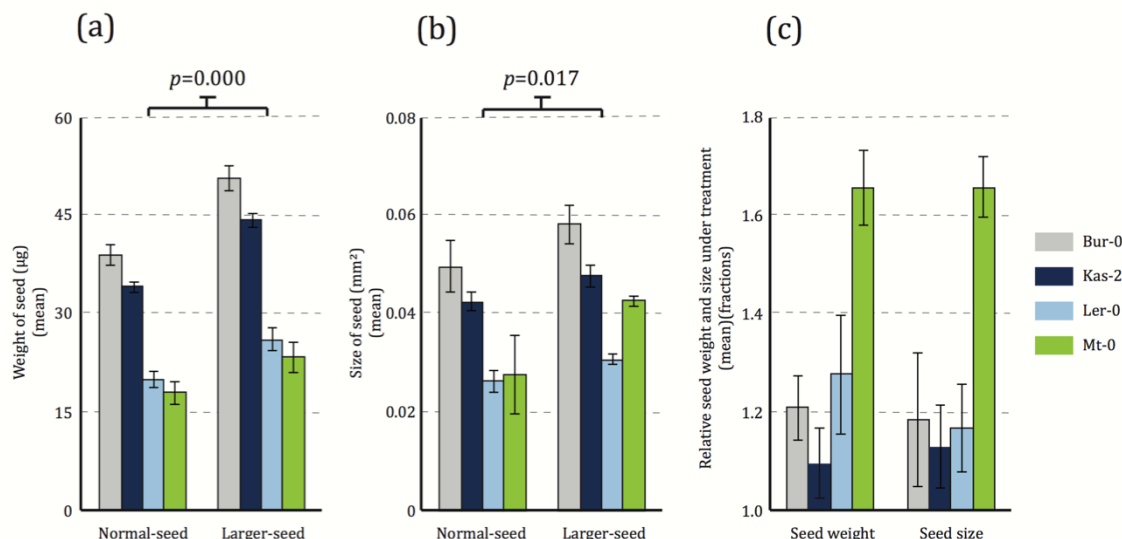 (a)
(b)
(c)
p=0.000
p=0.017
Weight of seed (µg)
(mean)
60
45
30
15
0
Normal-seed
Larger-seed
Size of seed (mm²)
(mean)
0.08
0.06
0.04
0.02
0
Normal-seed
Larger-seed
Relative seed weight and size under treatment
(mean)(fractions)
1.8
1.6
1.4
1.2
1.0
Seed weight
Seed size
Bur-0
Kas-2
Ler-0
Mt-0